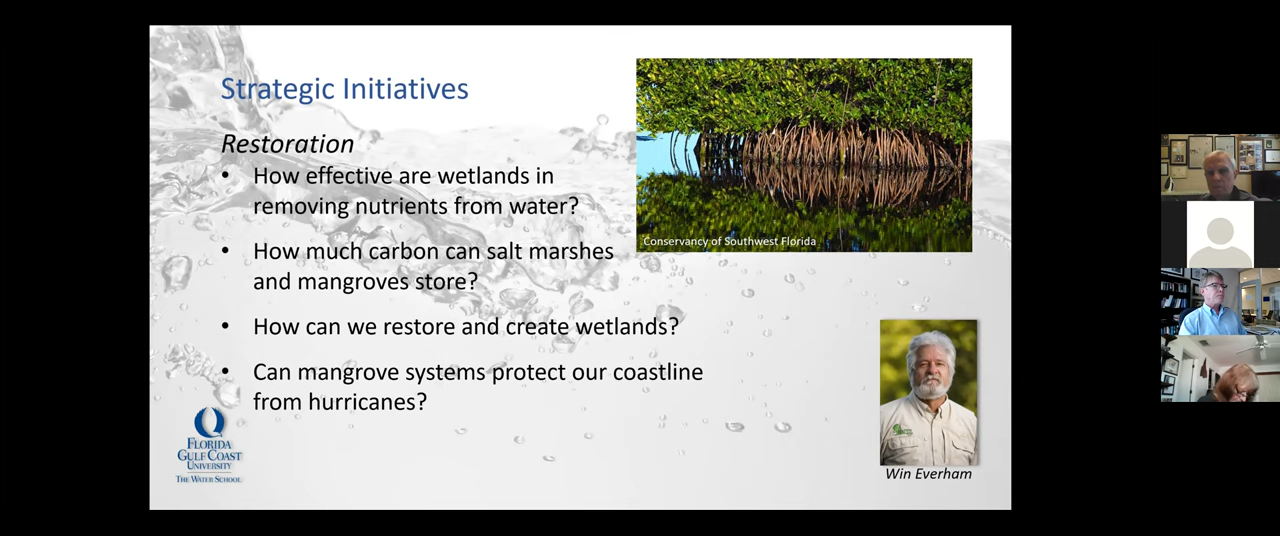 Strategic Initiatives
Restoration
• How effective are wetlands in
removing nutrients from water?
• How much carbon can salt marshes
and mangroves store?
• How can we restore and create wetlands?
• Can mangrove systems protect our coastline
from hurricanes?
Conservancy of Southwest Florida
Win Everham
FLORIDA
GULF COAST
UNIVERSITY
THE WATER SCHOOL